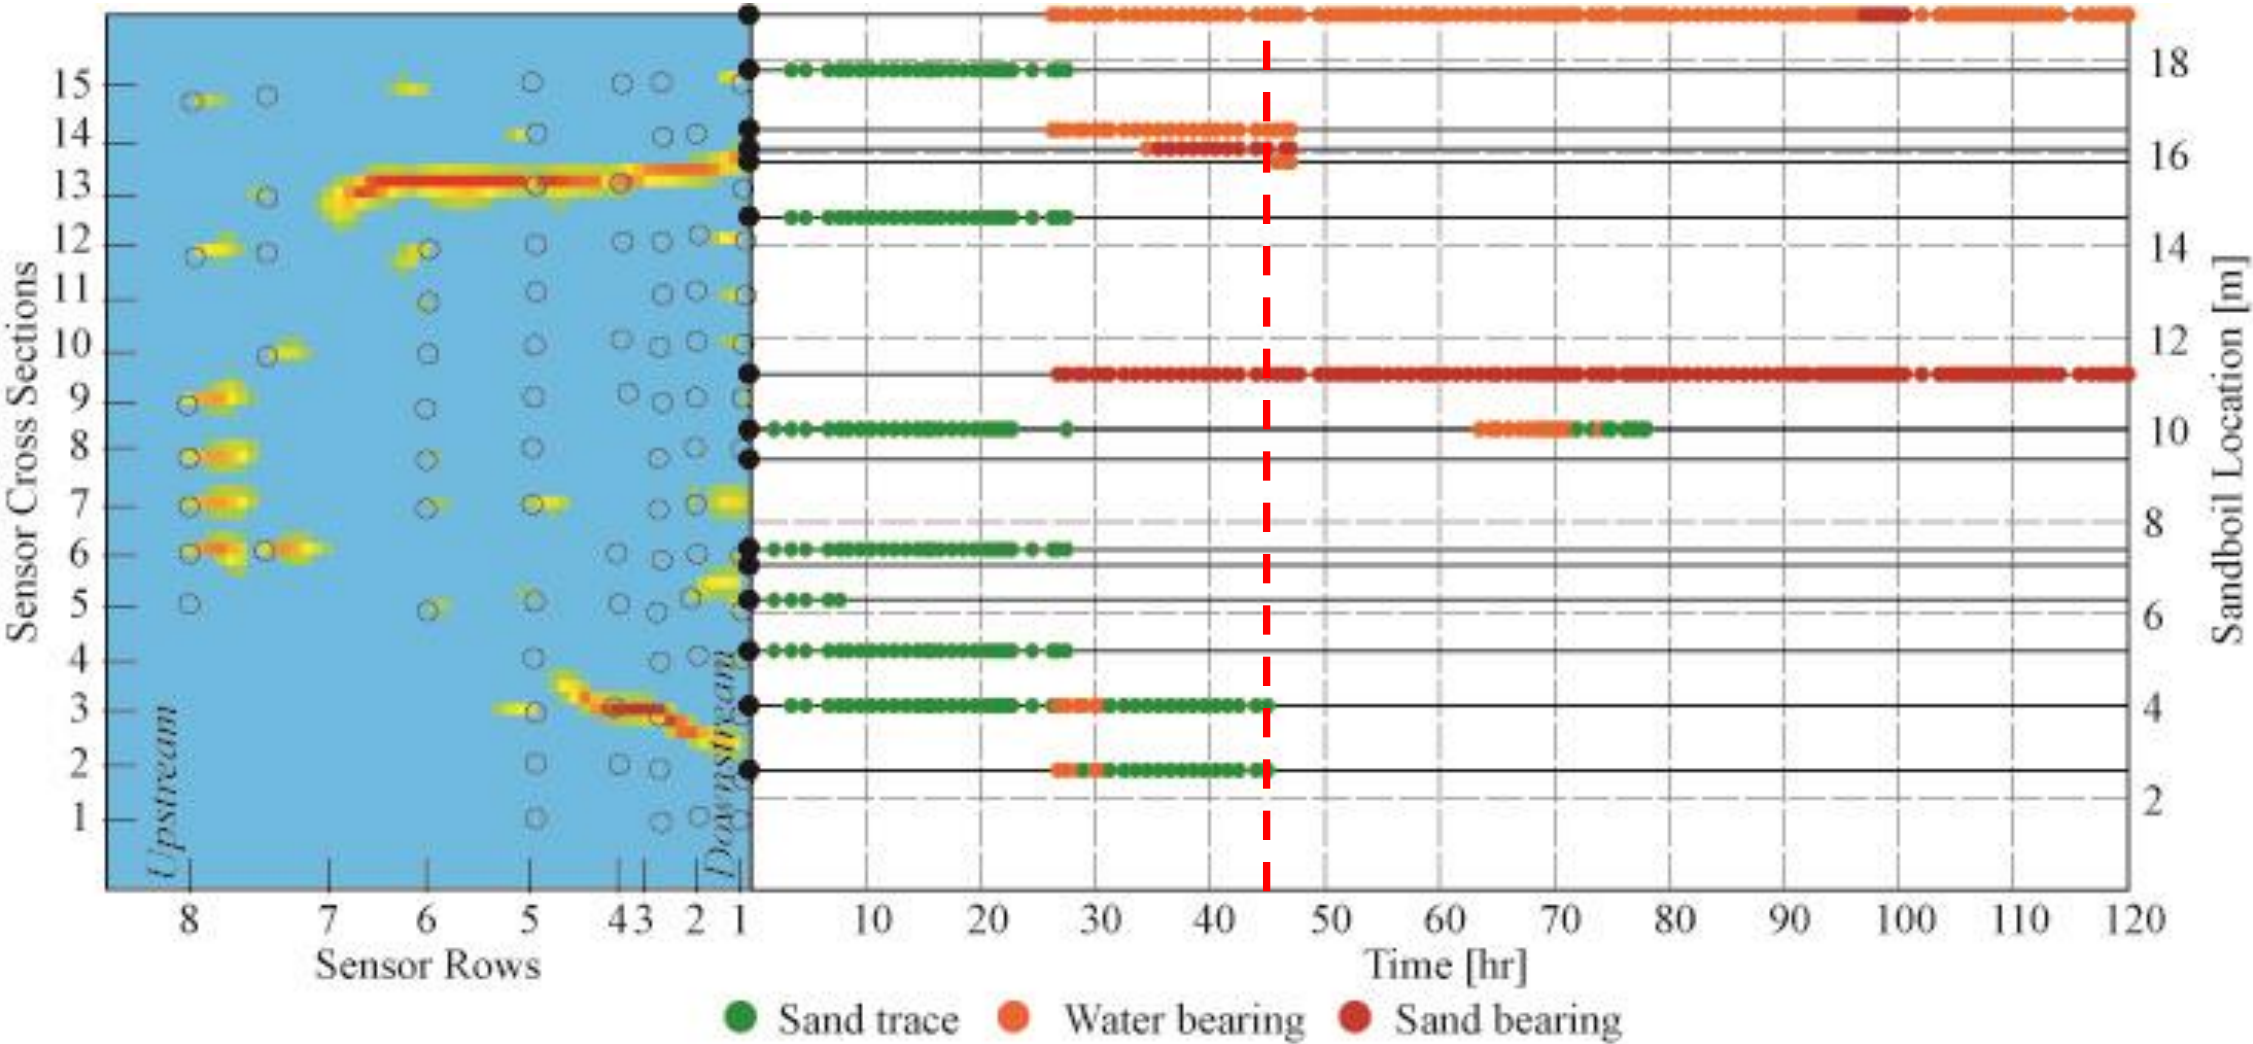 Sensor Cross Sections
15
14
13
12
11
10
9
8
7
6
5
4
3
2
1
Upstream
Downstream
8 7 6 5 4 3 2 1
Sensor Rows
18
16
14
12
10
8
6
4
2
Sandboil Location [m]
10 20 30 40 50 60 70 80 90 100 110 120
Time [hr]
Sand trace Water bearing Sand bearing